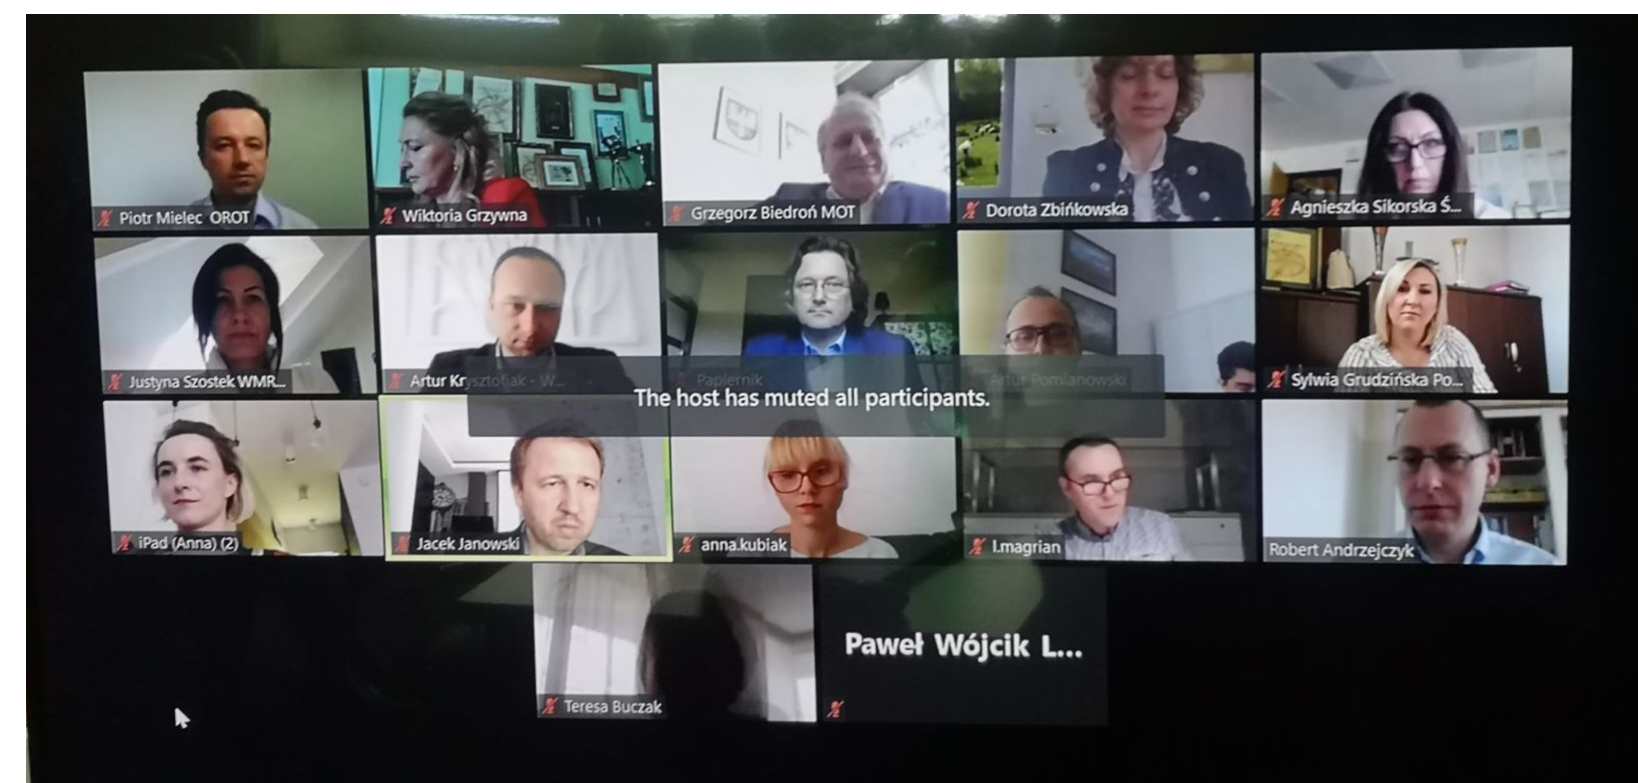 Piotr Mielec OROT
Wiktoria Grzywna
Grzegorz Biedroń MOT
Dorota Zbińkowska
Agnieszka Sikorska Ś...
Justyna Szostek WMR...
Artur Krysztofiak - W...
Papiernik
Artur Pomianowski
Sylwia Grudzińska Po...
The host has muted all participants.
iPad (Anna) (2)
Jacek Janowski
anna.kubiak
l.magrian
Robert Andrzejczyk
Teresa Buczak
Paweł Wójcik L...